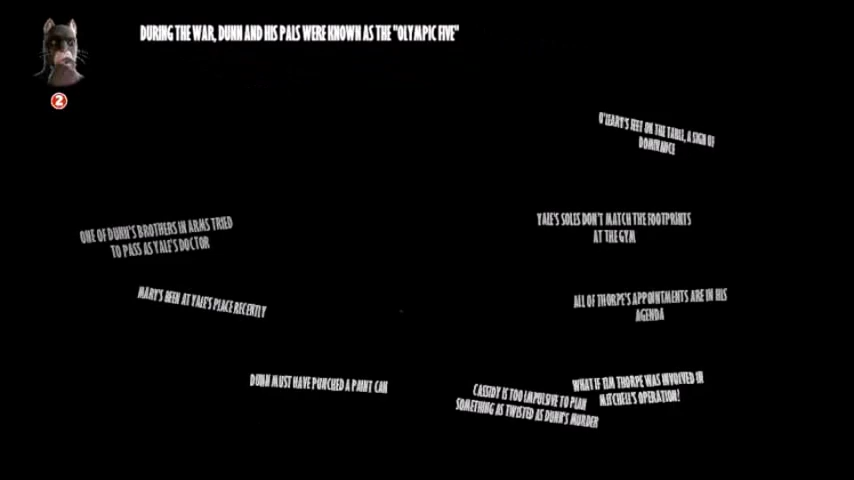 DURING THE WAR, DUNN AND HIS PALS WERE KNOWN AS THE "OLYMPIC FIVE"
2
O'LEARY'S FEET ON THE TABLE, A SIGN OF
DOMINANCE
YALE'S SOLES DON'T MATCH THE FOOTPRINTS
AT THE GYM
ONE OF DUNN'S BROTHERS IN ARMS TRIED
TO PASS AS YALE'S DOCTOR
MARY'S BEEN AT YALE'S PLACE RECENTLY
ALL OF THORPE'S APPOINTMENTS ARE IN HIS
AGENDA
DUNN MUST HAVE PUNCHED A PAINT CAN
CASSIDY IS TOO IMPULSIVE TO PLAN
SOMETHING AS TWISTED AS DUNN'S MURDER
WHAT IF TIM THORPE WAS INVOLVED IN
MITCHELL'S OPERATION!